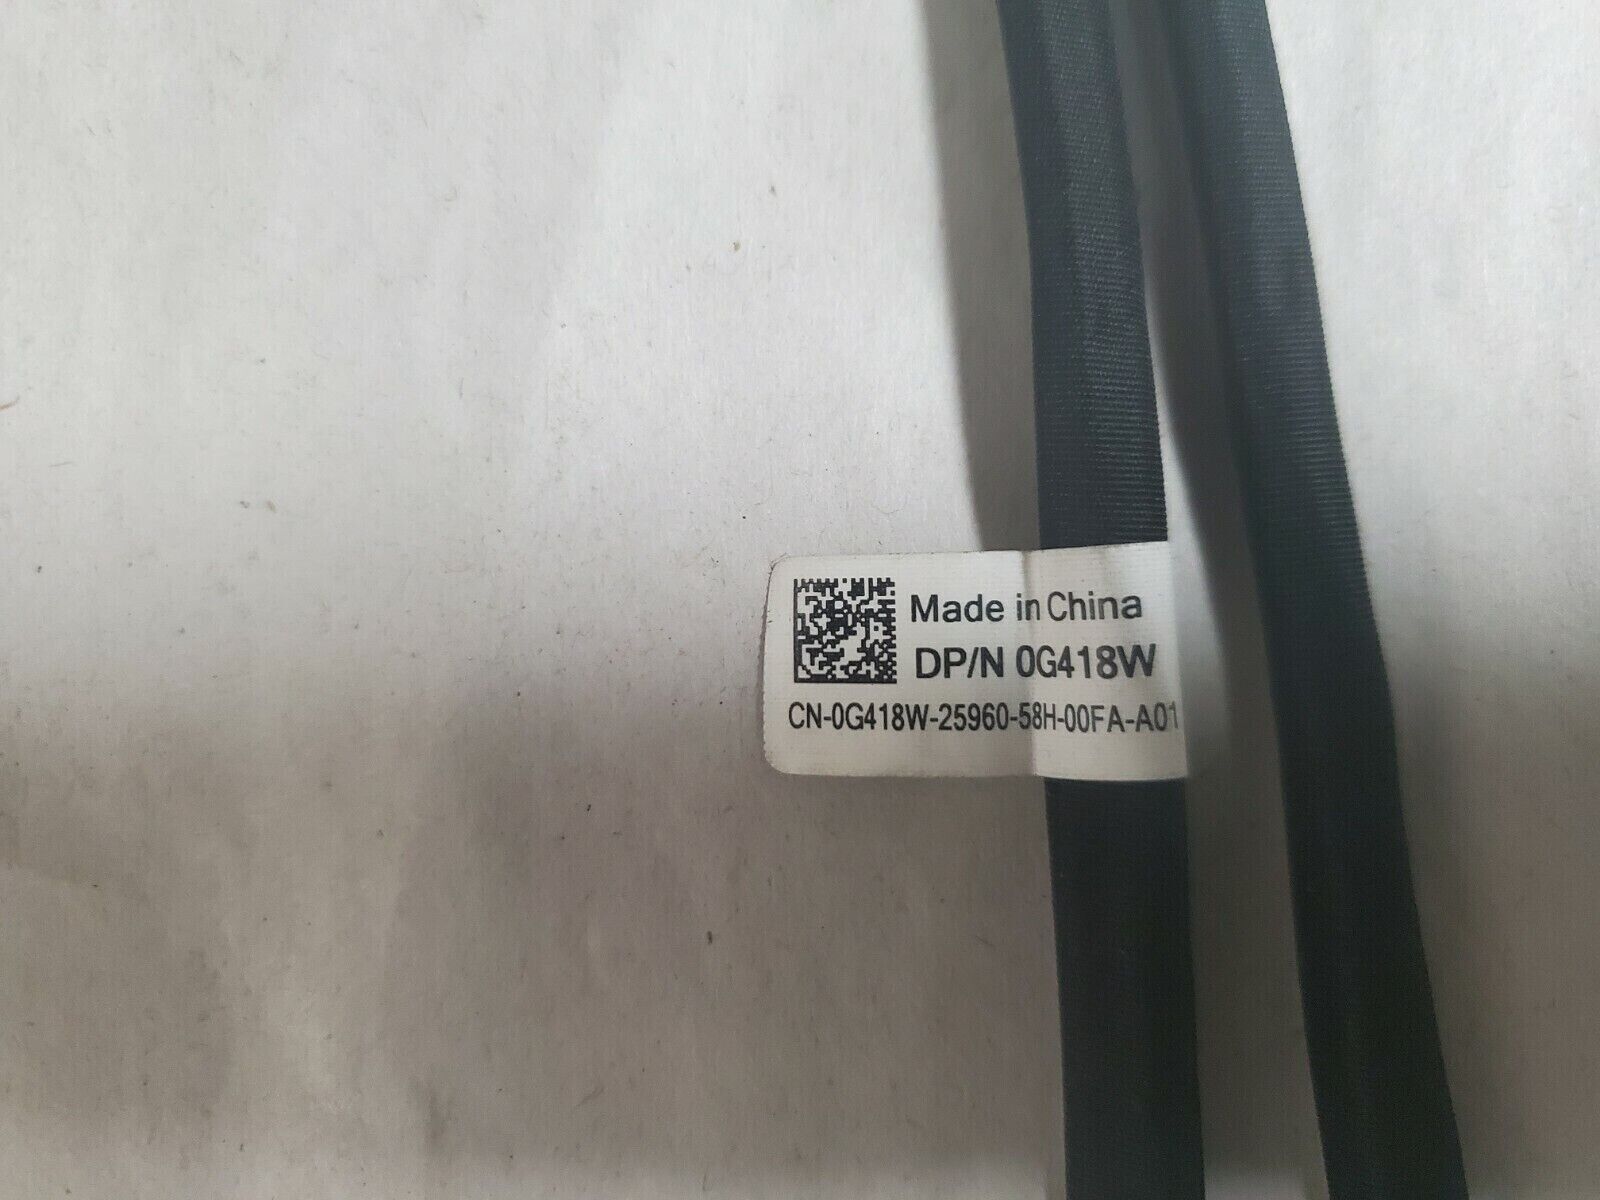 Made in China
DP/N 0G418W
CN-0G418W-25960-58H-00FA-A01